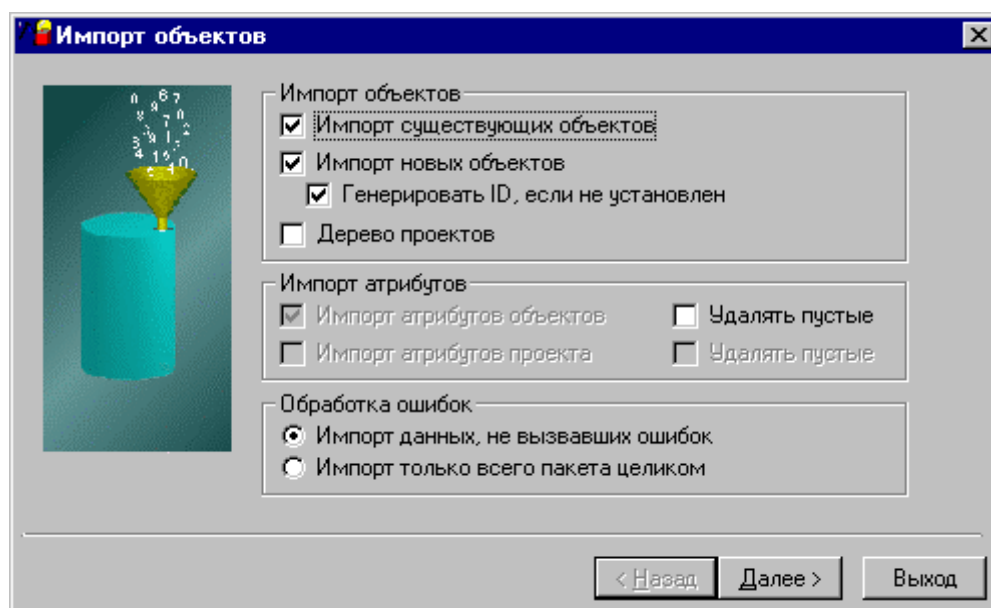 Импорт объектов
Импорт объектов
Импорт существующих объектов
Импорт новых объектов
Генерировать ID, если не установлен
Дерево проектов
Импорт атрибутов
Импорт атрибутов объектов Удалять пустые
Импорт атрибутов проекта Удалять пустые
Обработка ошибок
Импорт данных, не вызвавших ошибок
Импорт только всего пакета целиком
< Назад Далее > Выход